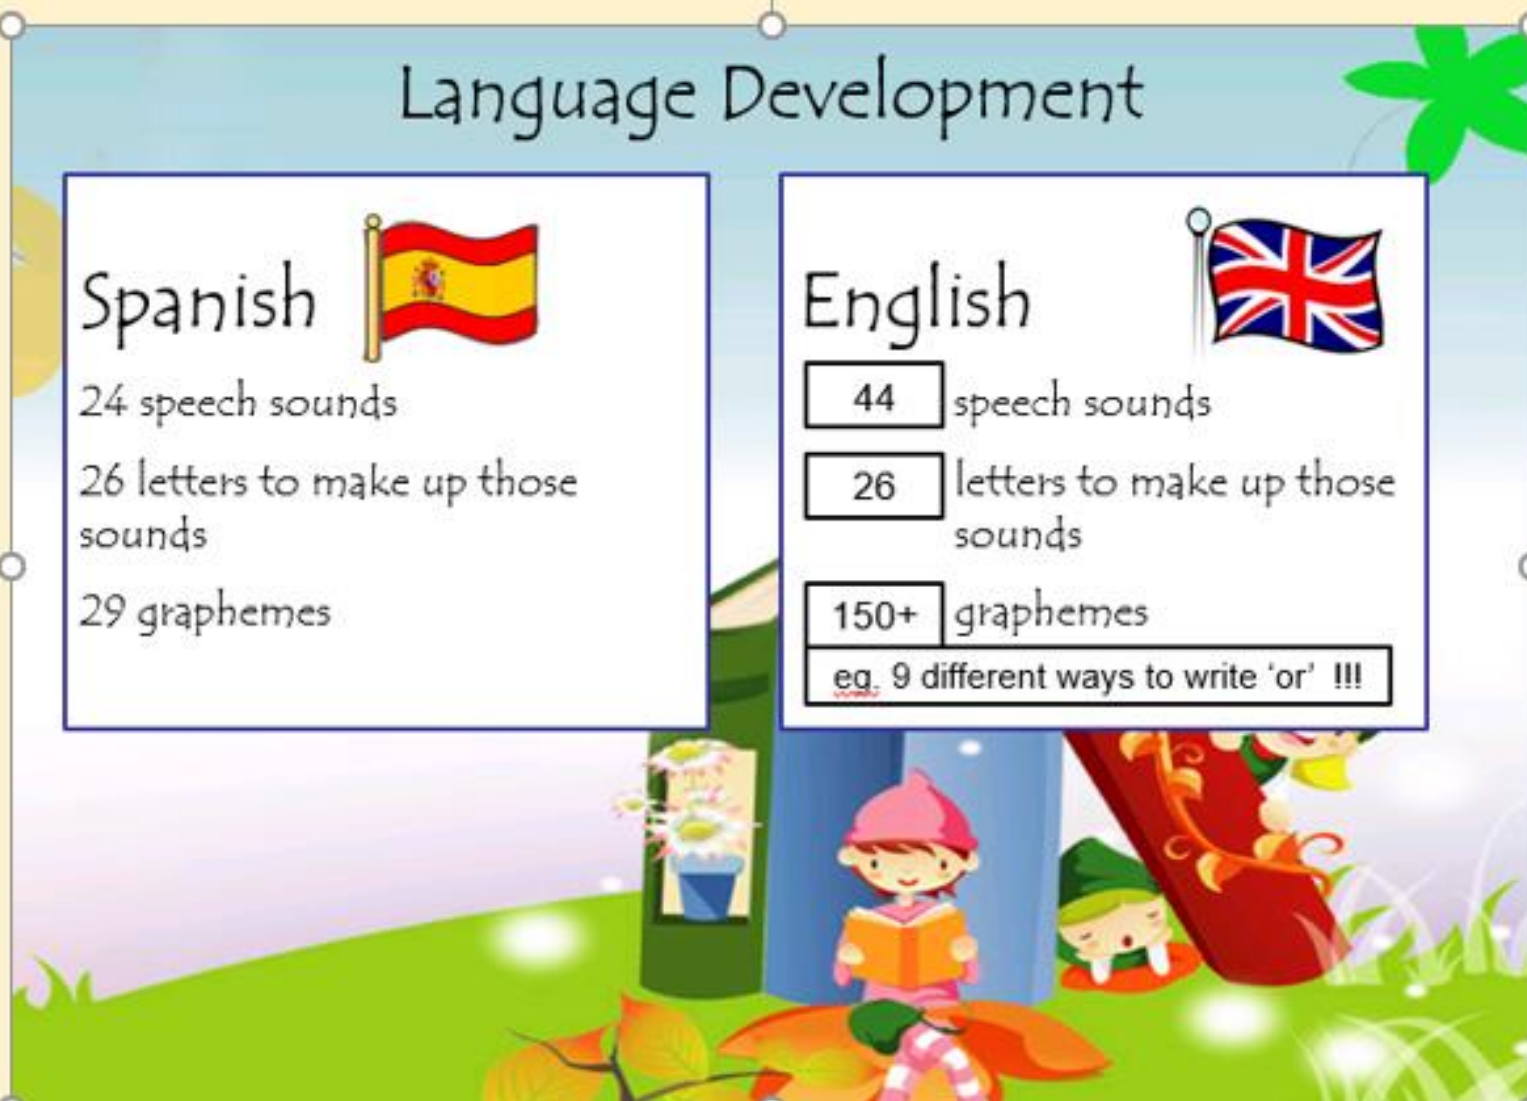 Language Development
Spanish
24 speech sounds
26 letters to make up those
sounds
29 graphemes
English
44 speech sounds
26 letters to make up those
sounds
150+ graphemes
eg. 9 different ways to write ‘or’ !!!